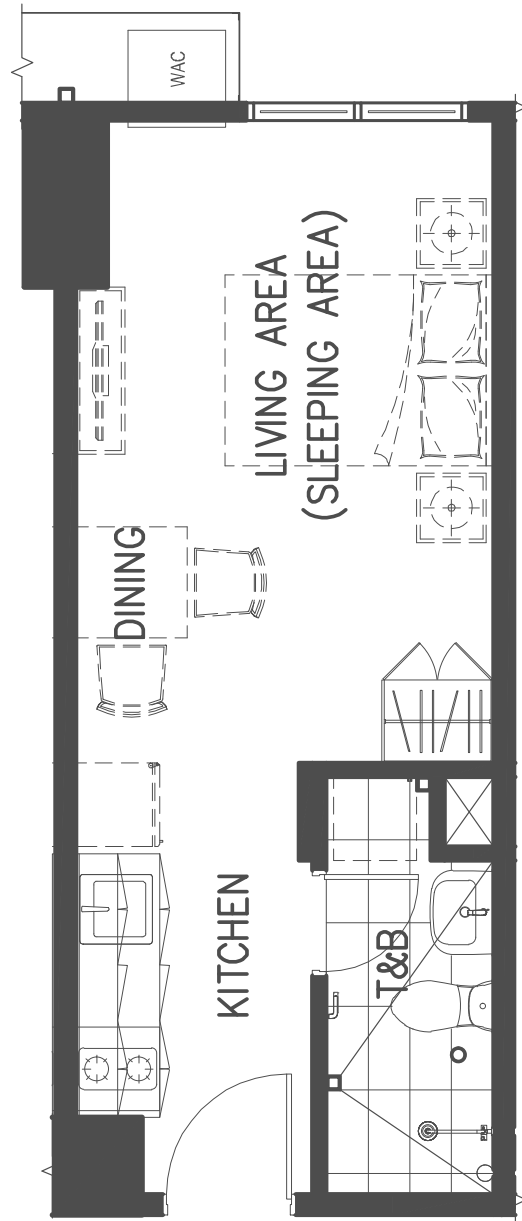 WAC
LIVING AREA
(SLEEPING AREA)
DINING
KITCHEN
T&B